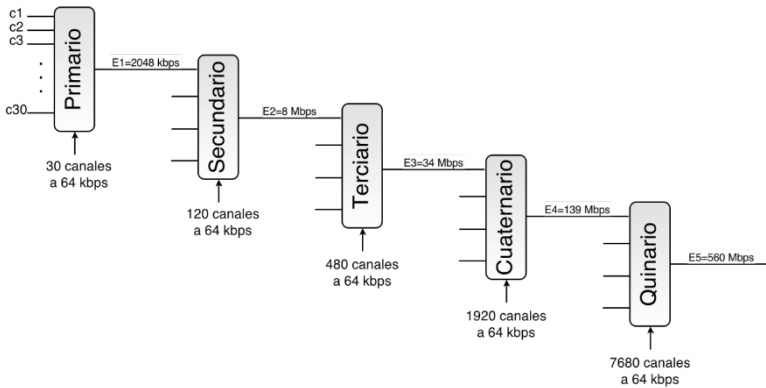 c1
c2
c3
c30
Primario
30 canales
a 64 kbps
E1=2048 kbps
Secundario
120 canales
a 64 kbps
E2=8 Mbps
Terciario
480 canales
a 64 kbps
E3=34 Mbps
Cuaternario
1920 canales
a 64 kbps
E4=139 Mbps
Quinario
7680 canales
a 64 kbps
E5=560 Mbps